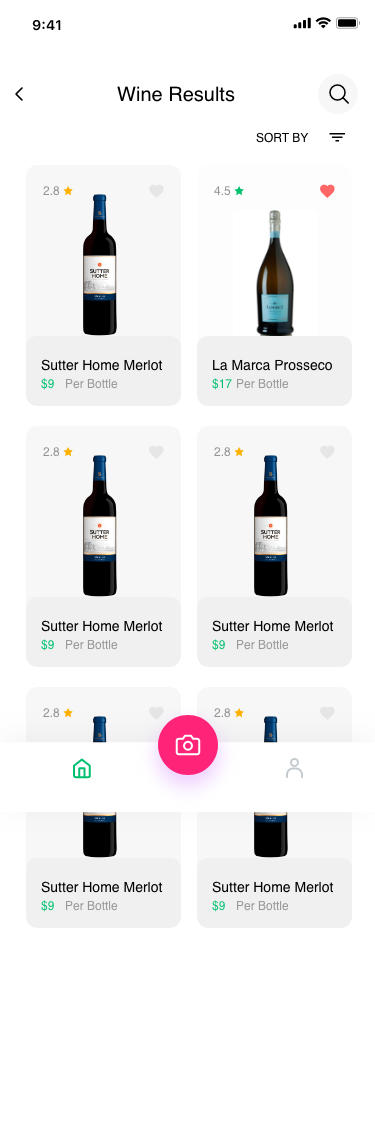 9:41
Wine Results
SORT BY
2.8
4.5
SUTTER
HOME
Sutter Home Merlot
$9 Per Bottle
La Marca Prosseco
$17 Per Bottle
2.8
2.8
SUTTER
HOME
SUTTER
HOME
Sutter Home Merlot
$9 Per Bottle
Sutter Home Merlot
$9 Per Bottle
2.8
2.8
Sutter Home Merlot
$9 Per Bottle
Sutter Home Merlot
$9 Per Bottle